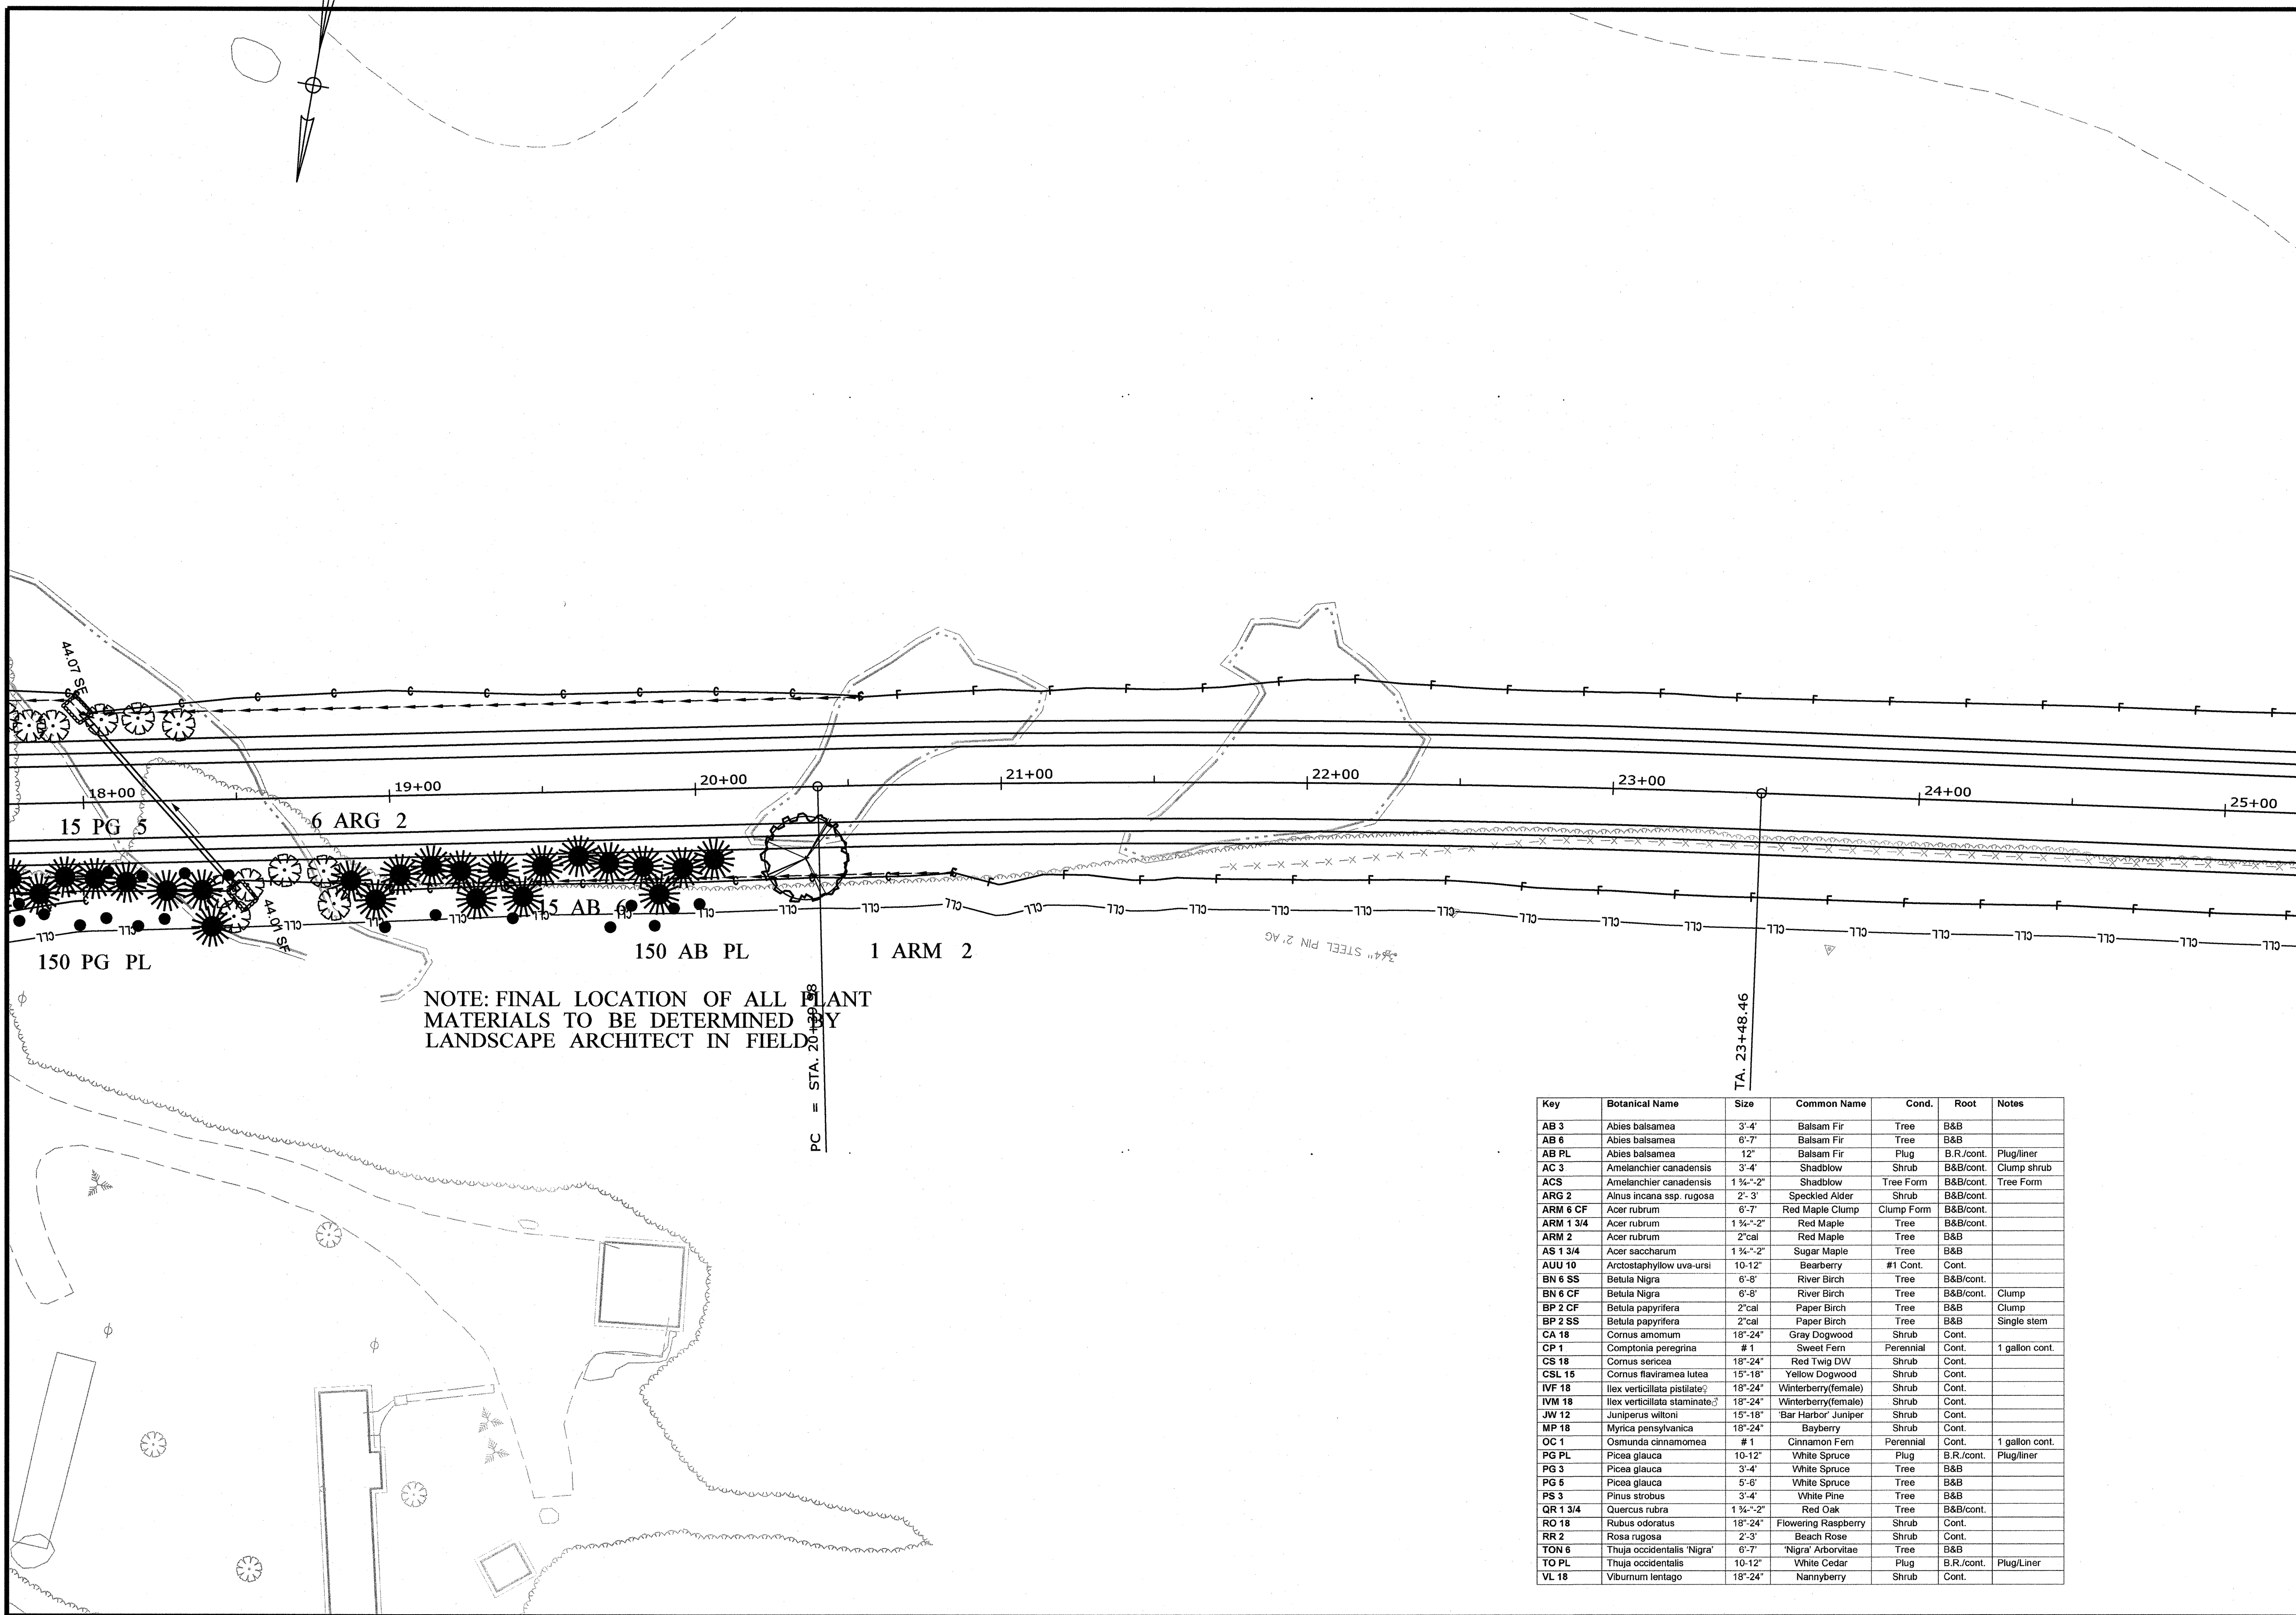 44.07 SF
18+00
19+00
20+00
21+00
22+00
23+00
24+00
25+00
15 PG 5
6 ARG 2
44.01 SF
15 AB 6
150 PG PL
150 AB PL
1 ARM 2
NOTE: FINAL LOCATION OF ALL PLANT
MATERIALS TO BE DETERMINED BY
LANDSCAPE ARCHITECT IN FIELD
PC = STA. 20+39.98
TA. 23+48.46
STEEL PIN 2' AG
Key Botanical Name Size Common Name Cond. Root Notes
AB 3 Abies balsamea 3'-4' Balsam Fir Tree B&B
AB 6 Abies balsamea 6'-7' Balsam Fir Tree B&B
AB PL Abies balsamea 12" Balsam Fir Plug B.R./cont. Plug/liner
AC 3 Amelanchier canadensis 3'-4' Shadblow Shrub B&B/cont. Clump shrub
ACS Amelanchier canadensis 1 ¾-"-2" Shadblow Tree Form B&B/cont. Tree Form
ARG 2 Alnus incana ssp. rugosa 2'- 3' Speckled Alder Shrub B&B/cont.
ARM 6 CF Acer rubrum 6'-7' Red Maple Clump Clump Form B&B/cont.
ARM 1 3/4 Acer rubrum 1 ¾-"-2" Red Maple Tree B&B/cont.
ARM 2 Acer rubrum 2"cal Red Maple Tree B&B
AS 1 3/4 Acer saccharum 1 ¾-"-2" Sugar Maple Tree B&B
AUU 10 Arctostaphyllow uva-ursi 10-12" Bearberry #1 Cont. Cont.
BN 6 SS Betula Nigra 6'-8' River Birch Tree B&B/cont.
BN 6 CF Betula Nigra 6'-8' River Birch Tree B&B/cont. Clump
BP 2 CF Betula papyrifera 2"cal Paper Birch Tree B&B Clump
BP 2 SS Betula papyrifera 2"cal Paper Birch Tree B&B Single stem
CA 18 Cornus amomum 18"-24" Gray Dogwood Shrub Cont.
CP 1 Comptonia peregrina # 1 Sweet Fern Perennial Cont. 1 gallon cont.
CS 18 Cornus sericea 18"-24" Red Twig DW Shrub Cont.
CSL 15 Cornus flaviramea lutea 15"-18" Yellow Dogwood Shrub Cont.
IVF 18 Ilex verticillata pistilate♀ 18"-24" Winterberry(female) Shrub Cont.
IVM 18 Ilex verticillata staminate♂ 18"-24" Winterberry(female) Shrub Cont.
JW 12 Juniperus wiltoni 15"-18" 'Bar Harbor' Juniper Shrub Cont.
MP 18 Myrica pensylvanica 18"-24" Bayberry Shrub Cont.
OC 1 Osmunda cinnamomea # 1 Cinnamon Fern Perennial Cont. 1 gallon cont.
PG PL Picea glauca 10-12" White Spruce Plug B.R./cont. Plug/liner
PG 3 Picea glauca 3'-4' White Spruce Tree B&B
PG 5 Picea glauca 5'-6' White Spruce Tree B&B
PS 3 Pinus strobus 3'-4' White Pine Tree B&B
QR 1 3/4 Quercus rubra 1 ¾-"-2" Red Oak Tree B&B/cont.
RO 18 Rubus odoratus 18"-24" Flowering Raspberry Shrub Cont.
RR 2 Rosa rugosa 2'-3' Beach Rose Shrub Cont.
TON 6 Thuja occidentalis 'Nigra' 6'-7' 'Nigra' Arborvitae Tree B&B
TO PL Thuja occidentalis 10-12" White Cedar Plug B.R./cont. Plug/Liner
VL 18 Viburnum lentago 18"-24" Nannyberry Shrub Cont.